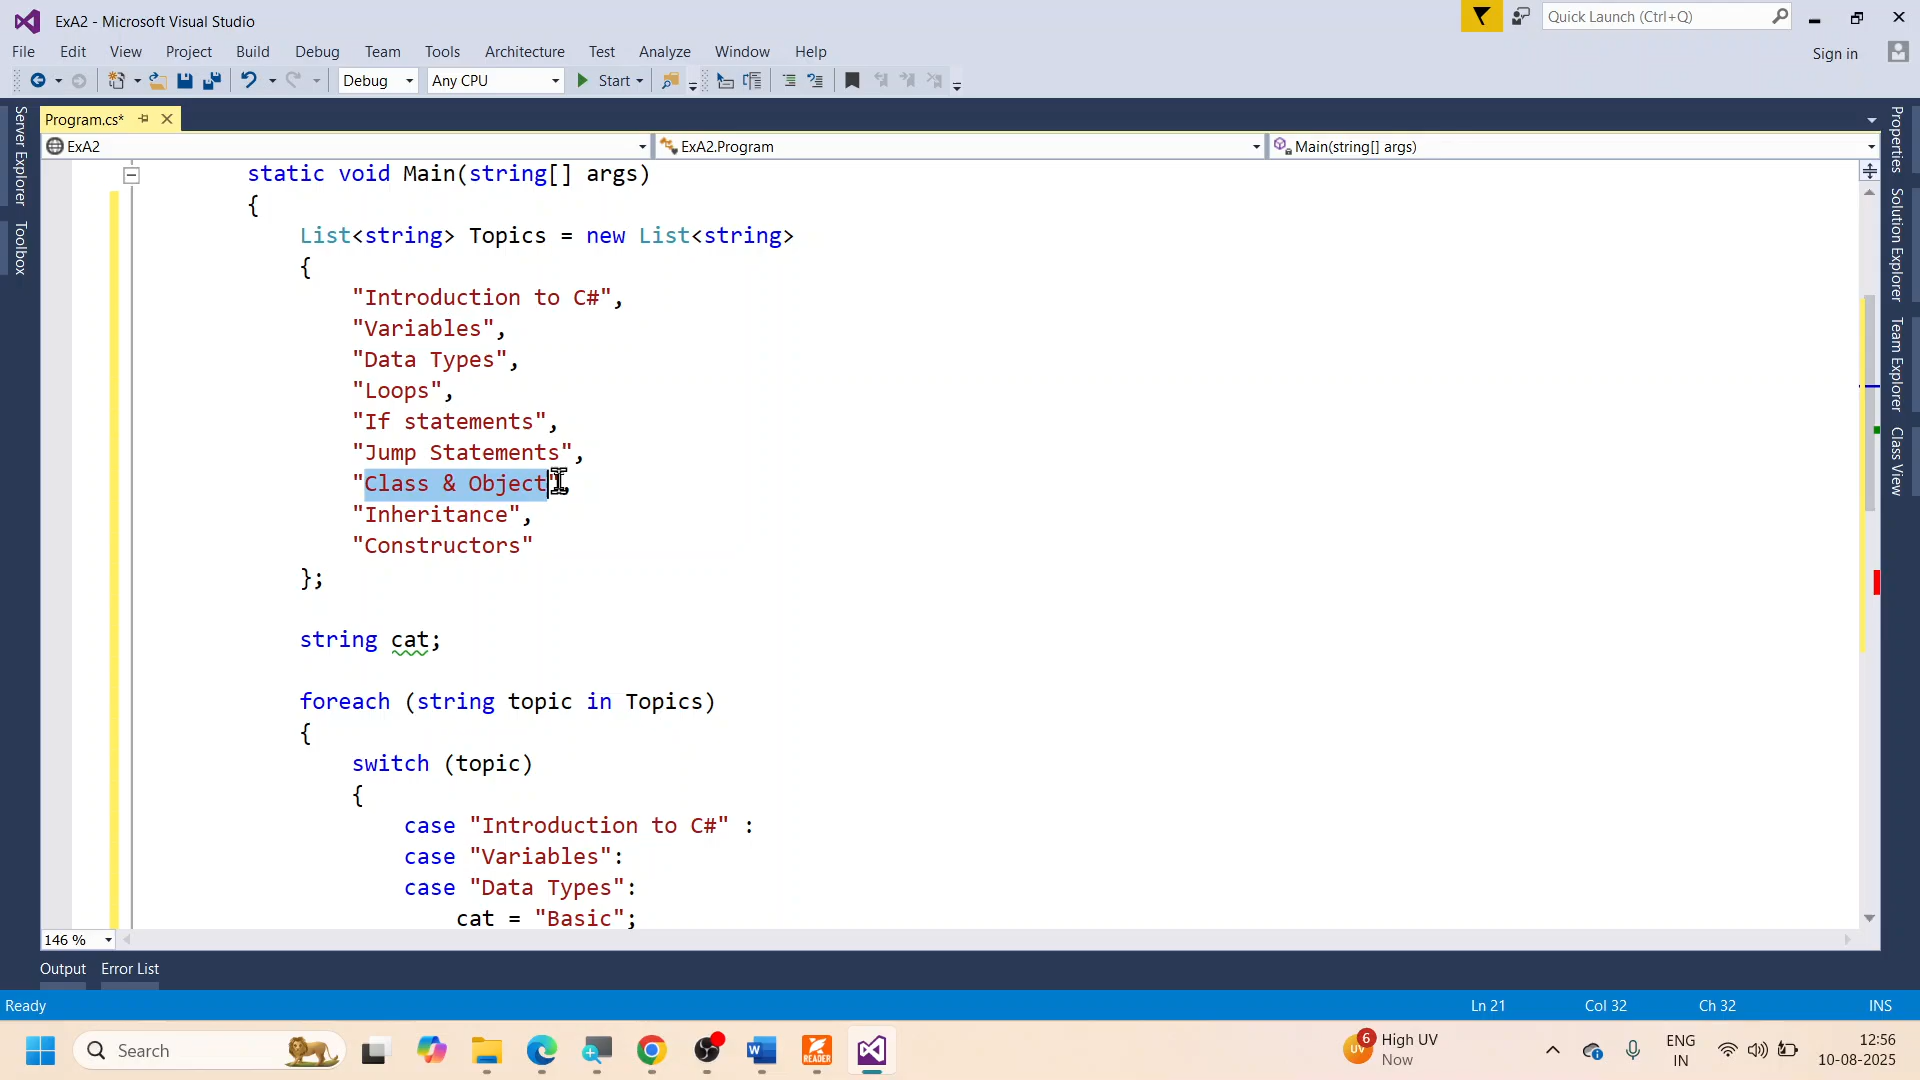 ExA2 - Microsoft Visual Studio
Quick Launch (Ctrl+Q)
File Edit View Project Build Debug Team Tools Architecture Test Analyze Window Help
Sign in
Debug Any CPU Start
Program.cs*
ExA2 ExA2.Program Main(string[] args)
Server Explorer
Toolbox
Properties
Solution Explorer
Team Explorer
Class View
static void Main(string[] args)
{
List<string> Topics = new List<string>
{
"Introduction to C#",
"Variables",
"Data Types",
"Loops",
"If statements",
"Jump Statements",
"Class & Object",
"Inheritance",
"Constructors"
};
string cat;
foreach (string topic in Topics)
{
switch (topic)
{
case "Introduction to C#" :
case "Variables":
case "Data Types":
cat = "Basic";
146 %
Output Error List
Ready Ln 21 Col 32 Ch 32 INS
Search
READER
UV 6 High UV
Now
ENG
IN
12:56
10-08-2025